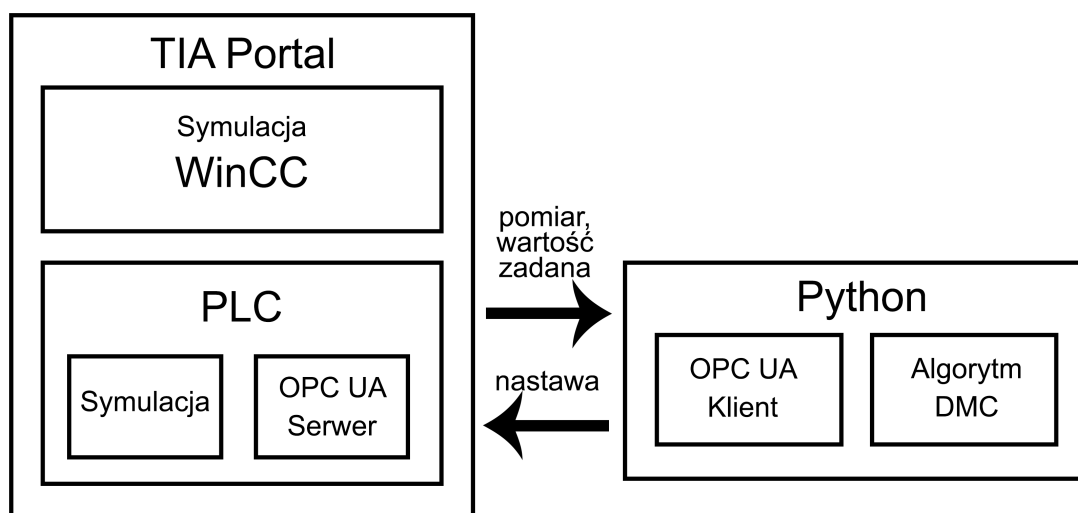 TIA Portal
Symulacja
WinCC
PLC
Symulacja
OPC UA
Serwer
pomiar,
wartość
zadana
nastawa
Python
OPC UA
Klient
Algorytm
DMC